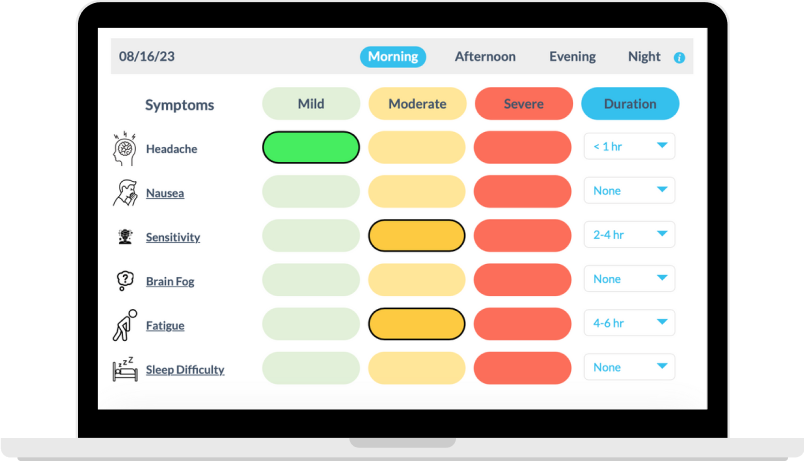 08/16/23 Morning Afternoon Evening Night i
Symptoms Mild Moderate Severe Duration
Headache < 1 hr
Nausea None
Sensitivity 2-4 hr
Brain Fog None
Fatigue 4-6 hr
Sleep Difficulty None